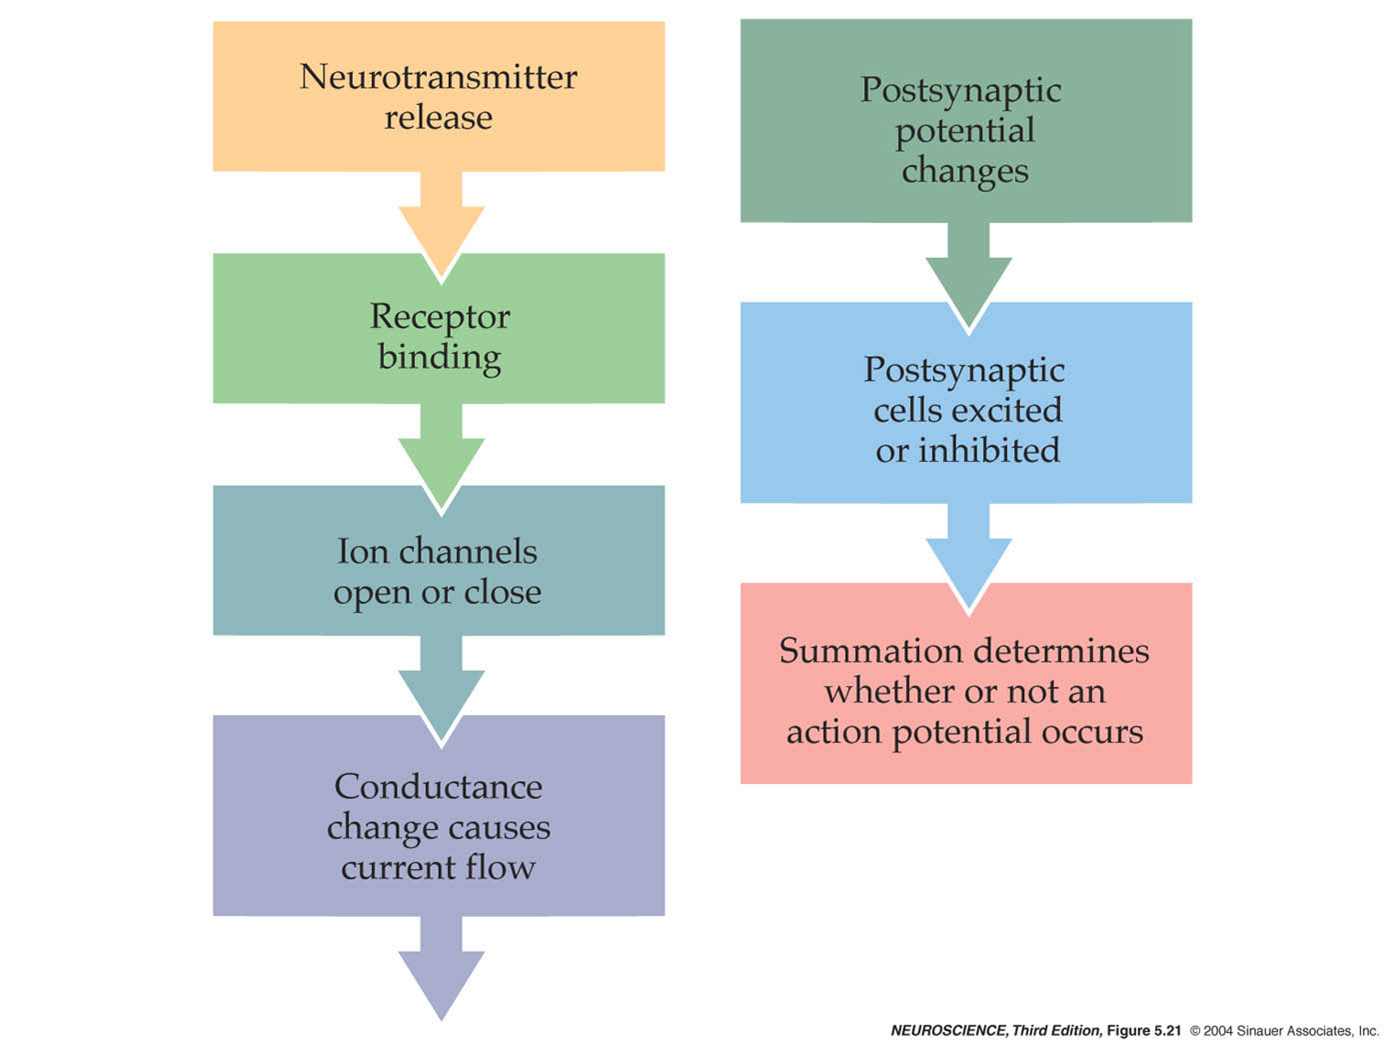 Neurotransmitter
release
Receptor
binding
Ion channels
open or close
Conductance
change causes
current flow
Postsynaptic
potential
changes
Postsynaptic
cells excited
or inhibited
Summation determines
whether or not an
action potential occurs
NEUROSCIENCE, Third Edition, Figure 5.21 © 2004 Sinauer Associates, Inc.